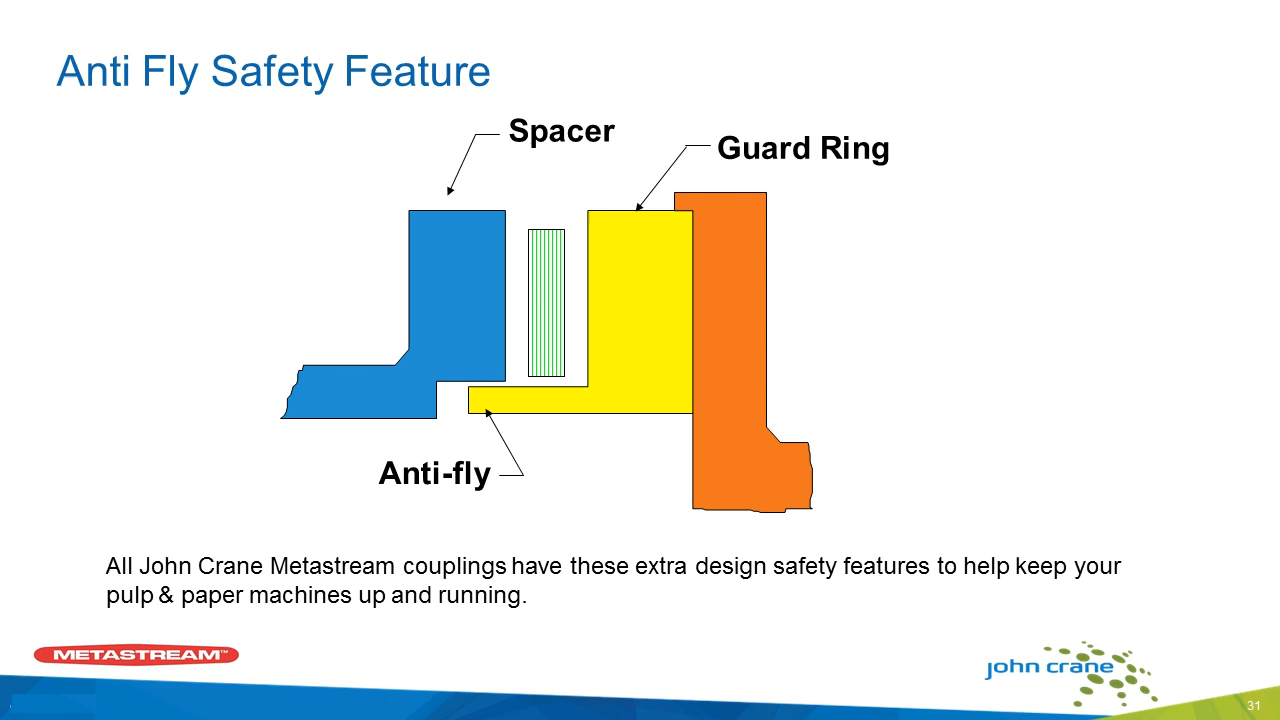 Anti Fly Safety Feature
Spacer
Guard Ring
Anti-fly
All John Crane Metastream couplings have these extra design safety features to help keep your
pulp & paper machines up and running.
METASTREAM™
john crane
31